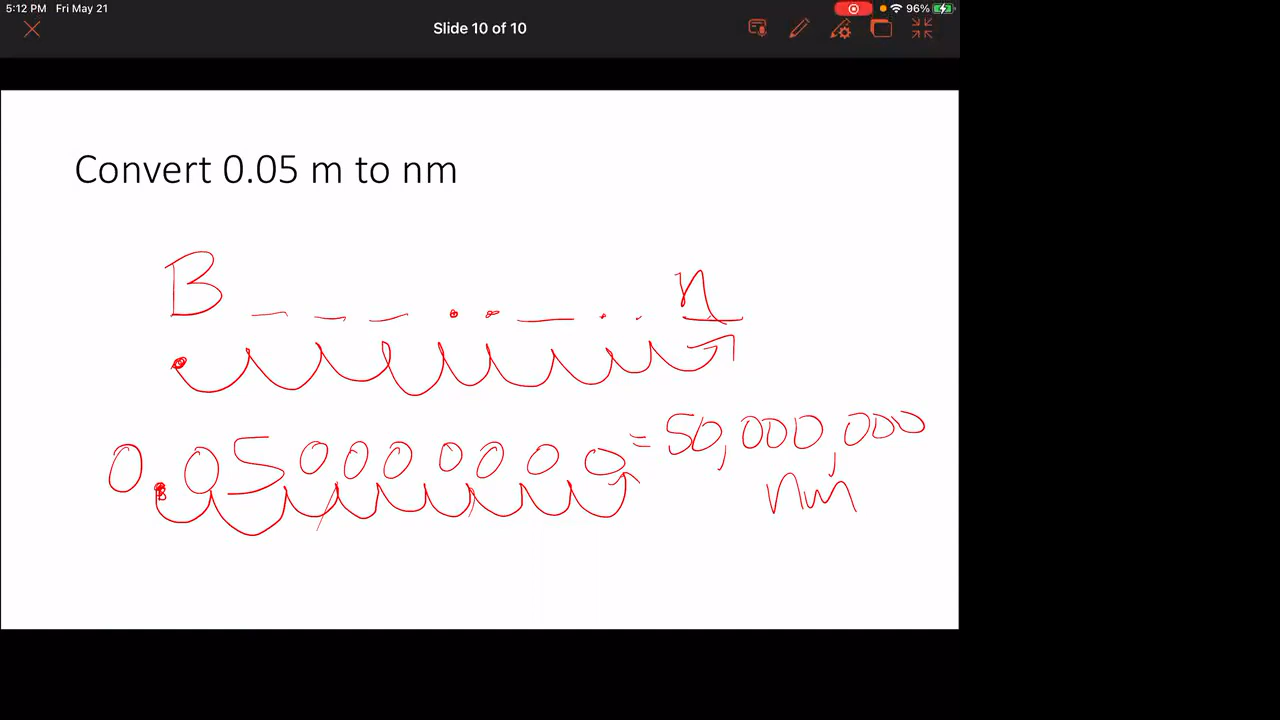 5:12 PM Fri May 21
96%
Slide 10 of 10
Convert 0.05 m to nm
B _ _ _ . . _ . . n
0.050000000 = 50,000,000
nm